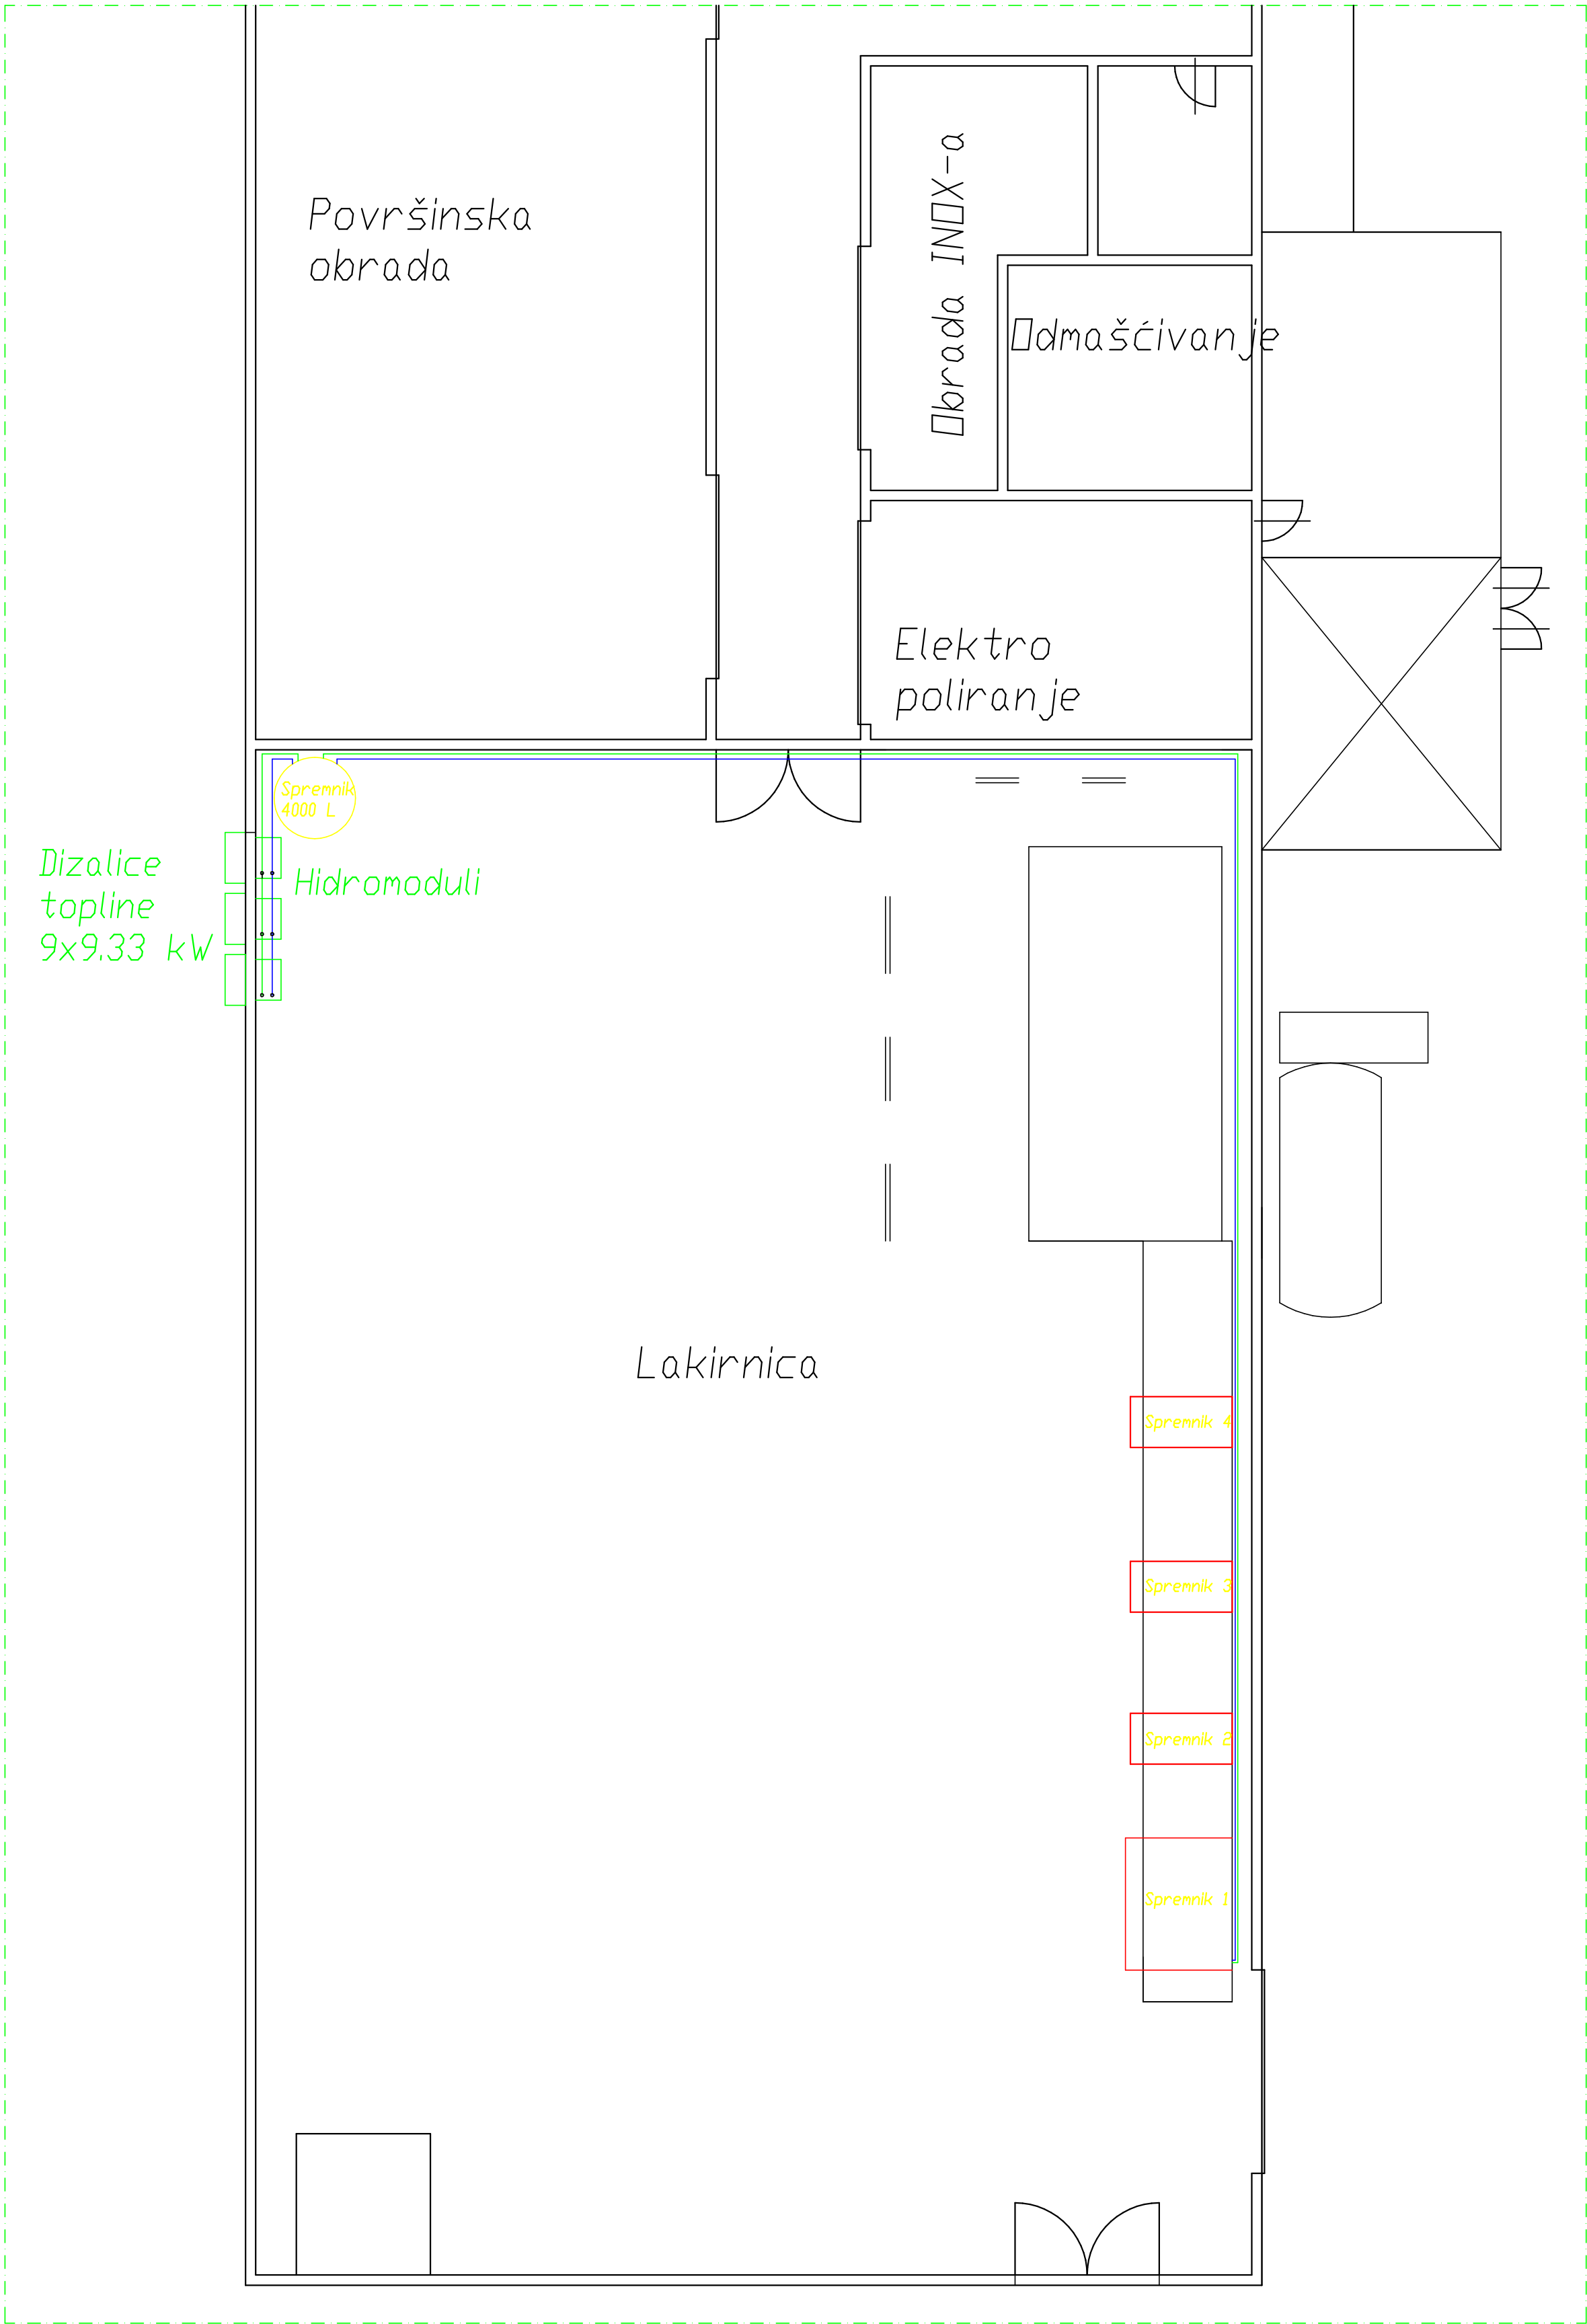 Površinska
obrada
Obrada INOX-a
Odmašćivanje
Elektro
poliranje
Spremnik
4000 L
Dizalice
topline
9x9.33 kW
Hidromoduli
Lakirnica
Spremnik 4
Spremnik 3
Spremnik 2
Spremnik 1